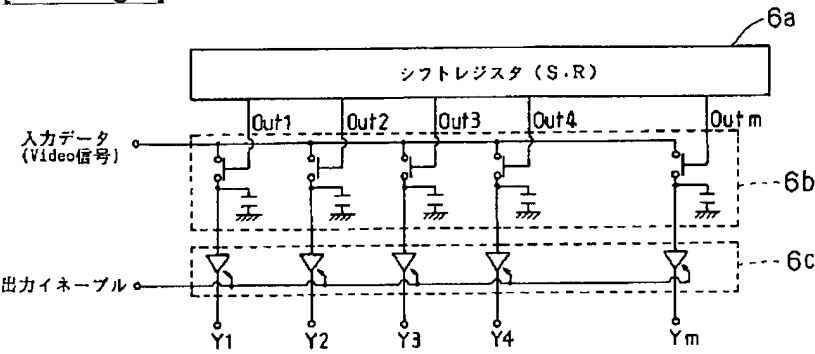 6a
シフトレジスタ(S.R)
Out1 Out2 Out3 Out4 Outm
入力データ
(Video信号)
6b
6c
出力イネーブル
Y1 Y2 Y3 Y4 Ym